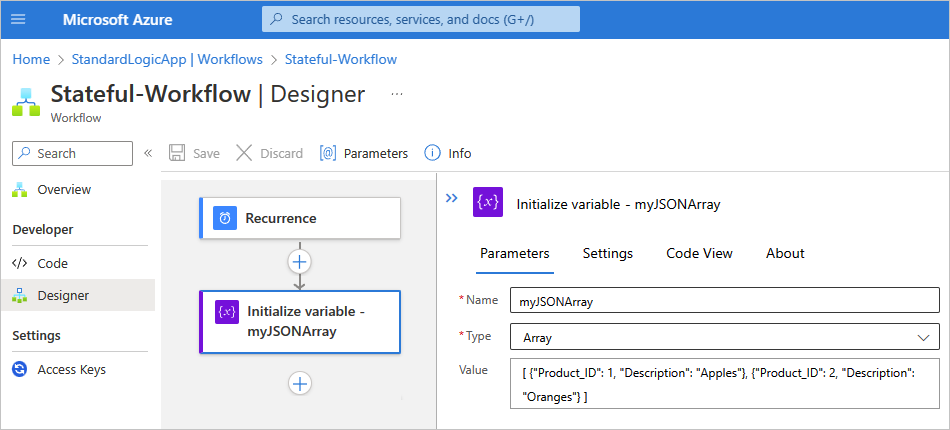 Microsoft Azure
Search resources, services, and docs (G+/)
Home > StandardLogicApp | Workflows > Stateful-Workflow
Stateful-Workflow | Designer ...
Workflow
Search
«
Save
Discard
[@] Parameters
Info
Overview
Developer
</> Code
Designer
Settings
Access Keys
Recurrence
{x} Initialize variable -
myJSONArray
»
{x} Initialize variable - myJSONArray
Parameters
Settings
Code View
About
*Name
myJSONArray
*Type
Array
Value
[ {"Product_ID": 1, "Description": "Apples"}, {"Product_ID": 2, "Description":
"Oranges"} ]